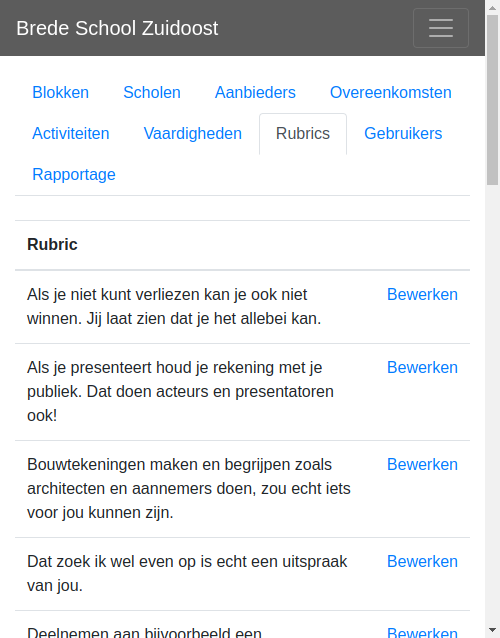 Brede School Zuidoost
Blokken Scholen Aanbieders Overeenkomsten
Activiteiten Vaardigheden Rubrics Gebruikers
Rapportage
Rubric
Als je niet kunt verliezen kan je ook niet Bewerken
winnen. Jij laat zien dat je het allebei kan.
Als je presenteert houd je rekening met je Bewerken
publiek. Dat doen acteurs en presentatoren
ook!
Bouwtekeningen maken en begrijpen zoals Bewerken
architecten en aannemers doen, zou echt iets
voor jou kunnen zijn.
Dat zoek ik wel even op is echt een uitspraak Bewerken
van jou.
Deelnemen aan bijvoorbeeld een Bewerken